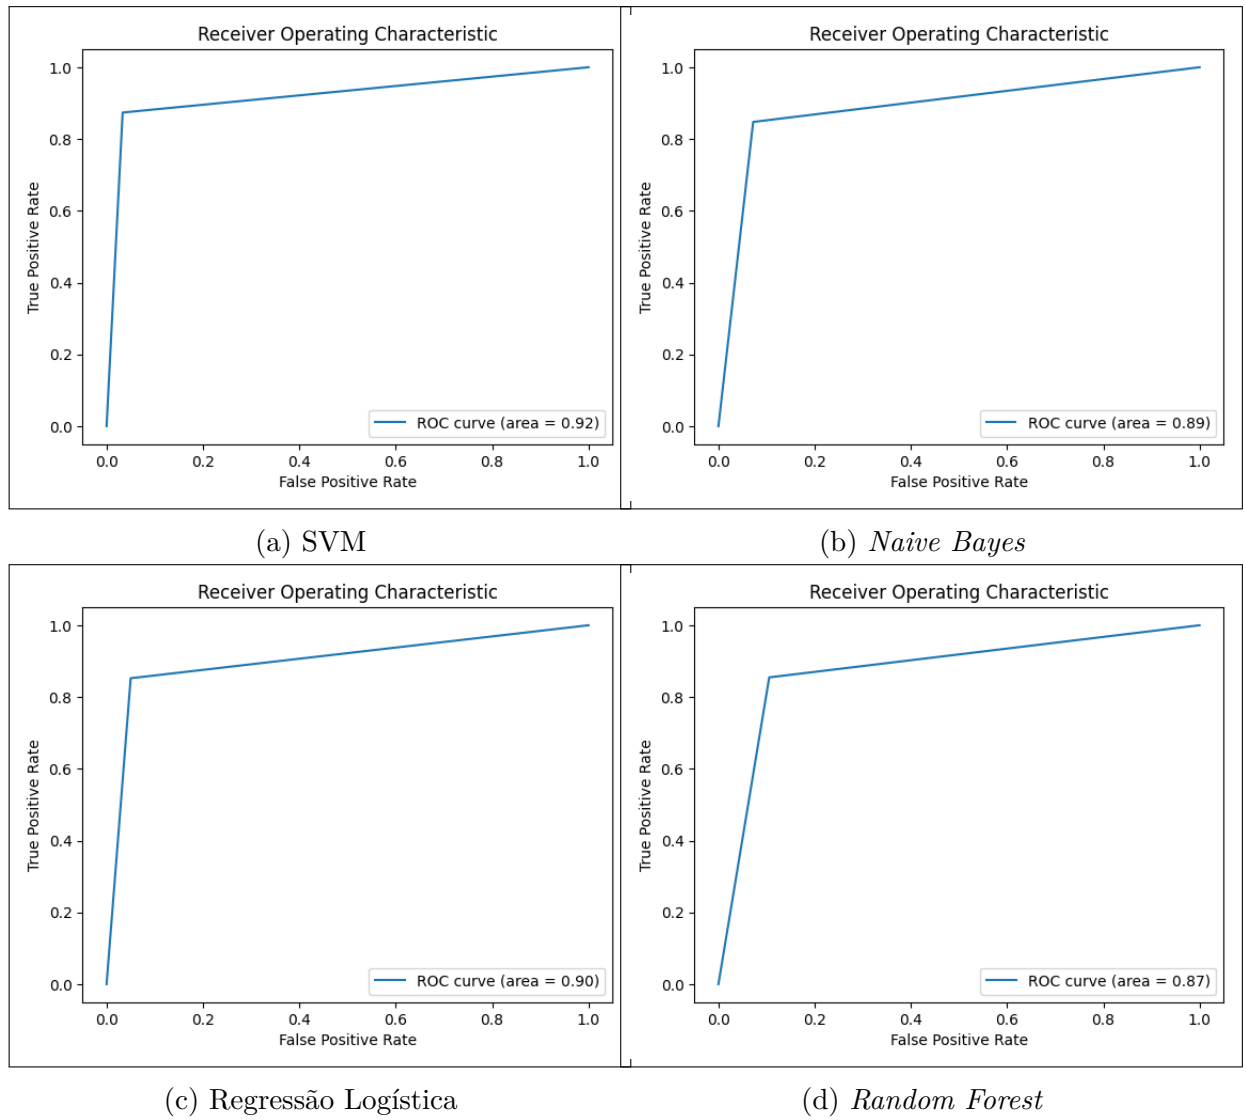 Receiver Operating Characteristic
True Positive Rate
1.0
0.8
0.6
0.4
0.2
0.0
ROC curve (area = 0.92)
0.0 0.2 0.4 0.6 0.8 1.0
False Positive Rate
(a) SVM
Receiver Operating Characteristic
True Positive Rate
1.0
0.8
0.6
0.4
0.2
0.0
ROC curve (area = 0.89)
0.0 0.2 0.4 0.6 0.8 1.0
False Positive Rate
(b) Naive Bayes
Receiver Operating Characteristic
True Positive Rate
1.0
0.8
0.6
0.4
0.2
0.0
ROC curve (area = 0.90)
0.0 0.2 0.4 0.6 0.8 1.0
False Positive Rate
(c) Regressão Logística
Receiver Operating Characteristic
True Positive Rate
1.0
0.8
0.6
0.4
0.2
0.0
ROC curve (area = 0.87)
0.0 0.2 0.4 0.6 0.8 1.0
False Positive Rate
(d) Random Forest